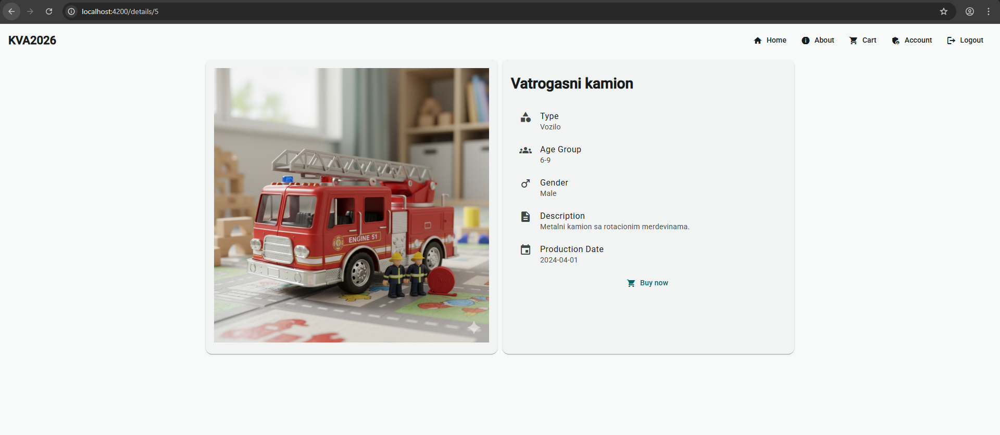 localhost:4200/details/5
KVA2026
Home About Cart Account Logout
Vatrogasni kamion
Type
Vozilo
Age Group
6-9
Gender
Male
Description
Metalni kamion sa rotacionim merdevinama.
Production Date
2024-04-01
Buy now
ENGINE 51